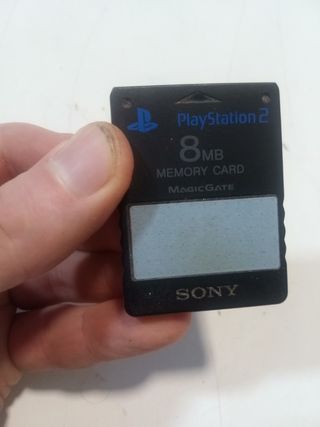 PlayStation 2
8MB
MEMORY CARD
MAGICGATE
SONY